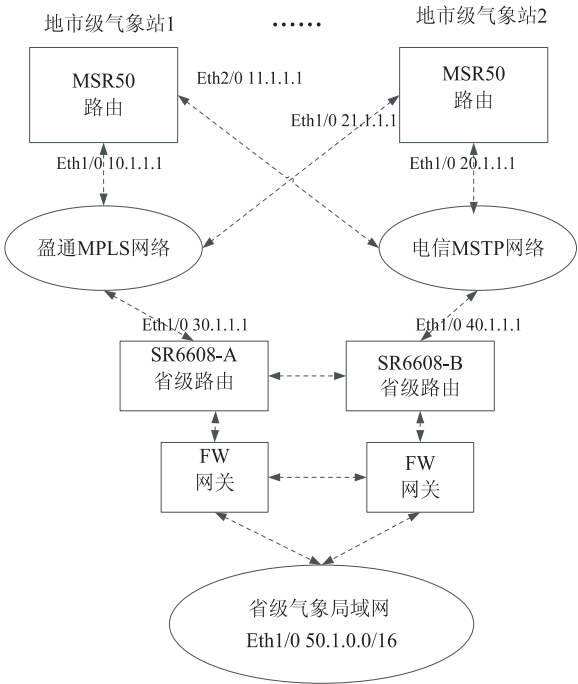 地市级气象站1
······
地市级气象站2
MSR50
路由
MSR50
路由
Eth2/0 11.1.1.1
Eth1/0 21.1.1.1
Eth1/0 10.1.1.1
Eth1/0 20.1.1.1
盈通MPLS网络
电信MSTP网络
Eth1/0 30.1.1.1
Eth1/0 40.1.1.1
SR6608-A
省级路由
SR6608-B
省级路由
FW
网关
FW
网关
省级气象局域网
Eth1/0 50.1.0.0/16